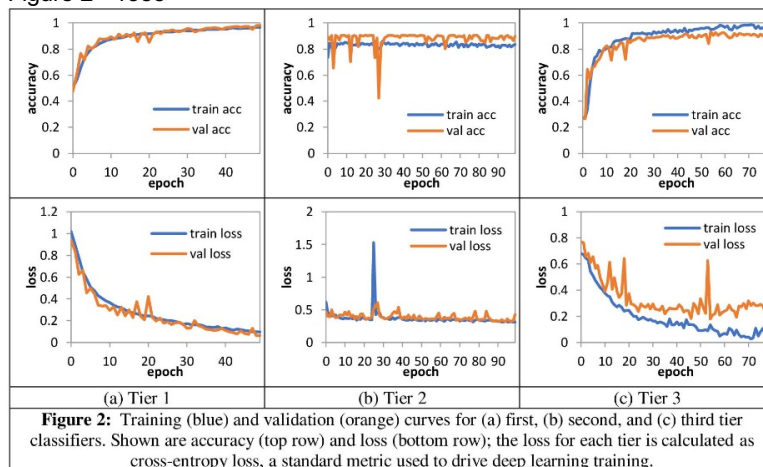 1
0.8
0.6
0.4
0.2
0
accuracy
train acc
val acc
0 10 20 30 40
epoch
1
0.8
0.6
0.4
0.2
0
accuracy
train acc
val acc
0 10 20 30 40 50 60 70 80 90
epoch
1
0.8
0.6
0.4
0.2
0
accuracy
train acc
val acc
0 10 20 30 40 50 60 70
epoch
1.2
1
0.8
0.6
0.4
0.2
0
loss
train loss
val loss
0 10 20 30 40
epoch
2
1.5
1
0.5
0
loss
train loss
val loss
0 10 20 30 40 50 60 70 80 90
epoch
1
0.8
0.6
0.4
0.2
0
loss
train loss
val loss
0 10 20 30 40 50 60 70
epoch
(a) Tier 1
(b) Tier 2
(c) Tier 3
Figure 2: Training (blue) and validation (orange) curves for (a) first, (b) second, and (c) third tier
classifiers. Shown are accuracy (top row) and loss (bottom row); the loss for each tier is calculated as
cross-entropy loss, a standard metric used to drive deep learning training.